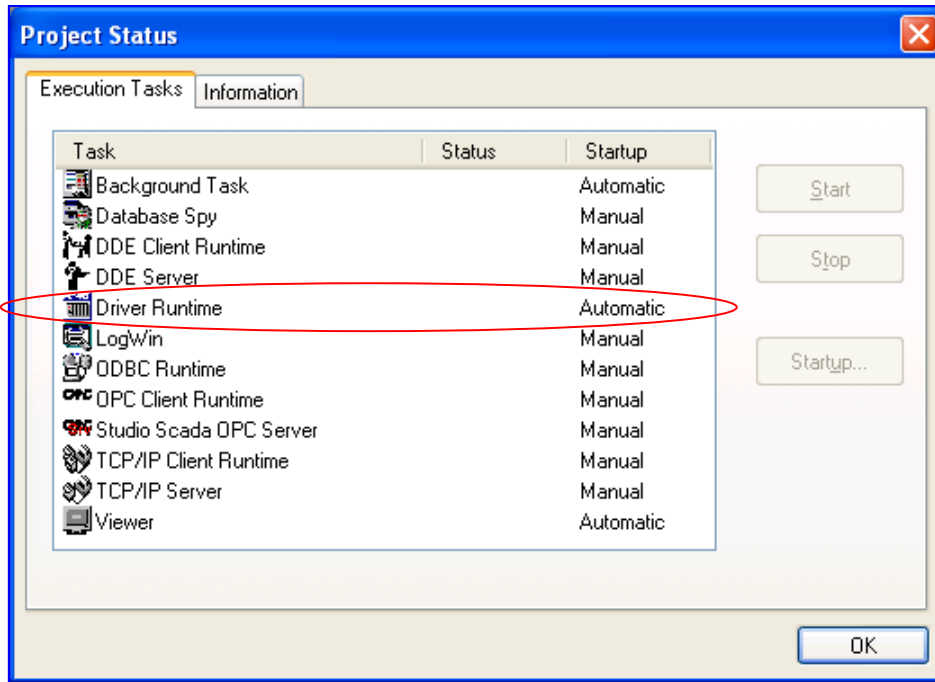 Project Status
Execution Tasks Information
Task Status Startup
Background Task Automatic
Database Spy Manual
DDE Client Runtime Manual
DDE Server Manual
Driver Runtime Automatic
LogWin Manual
ODBC Runtime Manual
OPC OPC Client Runtime Manual
Studio Scada OPC Server Manual
TCP/IP Client Runtime Manual
TCP/IP Server Manual
Viewer Automatic
Start
Stop
Startup...
OK